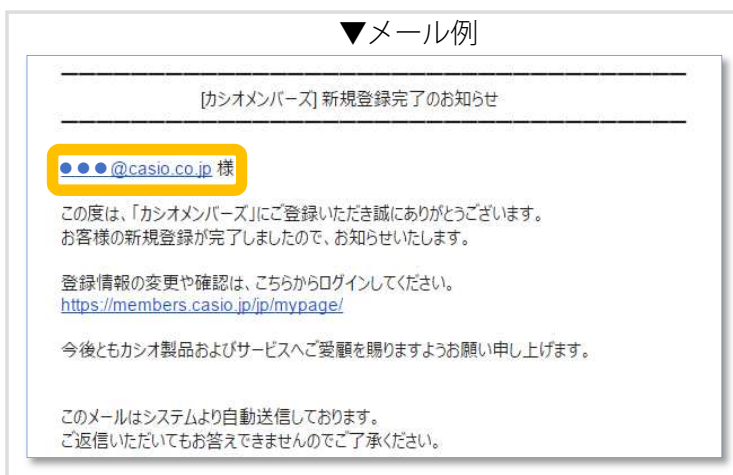 ▼メール例
[カシオメンバーズ] 新規登録完了のお知らせ
●●●@casio.co.jp 様
この度は、「カシオメンバーズ」にご登録いただき誠にありがとうございます。
お客様の新規登録が完了しましたので、お知らせいたします。
登録情報の変更や確認は、こちらからログインしてください。
https://members.casio.jp/jp/mypage/
今後ともカシオ製品およびサービスへご愛顧を賜りますようお願い申し上げます。
このメールはシステムより自動送信しております。
ご返信いただいてもお答えできませんのでご了承ください。